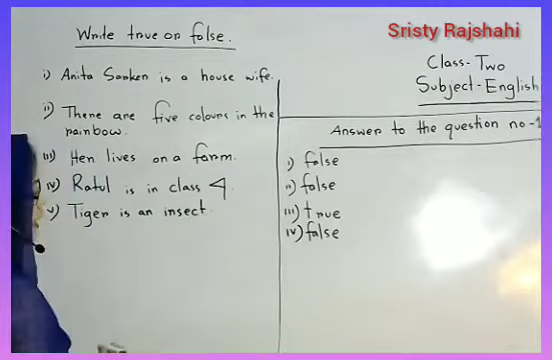 Write true or false.
i) Anita Sarker is a house wife.
ii) There are five colours in the
rainbow.
iii) Hen lives on a farm.
iv) Ratul is in class 4
v) Tiger is an insect.
Sristy Rajshahi
Class-Two
Subject-English
Answer to the question no-1
i) false
ii) false
iii) true
iv) false